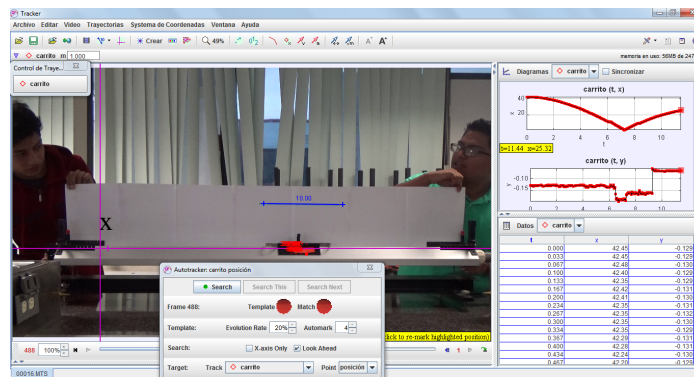 Tracker
Archivo Editar Video Trayectorias Systema de Coordenadas Ventana Ayuda
Crear 49%
carrito m 1.000
memoria en uso: 56MB de 247
Control de Traye...
carrito
Diagramas carrito Sincronizar
carrito (t, x)
40
20
x
0 2 4 6 8 10
t
t=11.44 x=25.32
carrito (t, y)
-0.10
-0.15
y
0 2 4 6 8 10
10.00
X
Datos carrito
t x y
0.000 42.45 -0.129
0.033 42.45 -0.129
0.067 42.48 -0.130
0.100 42.40 -0.129
0.133 42.35 -0.129
0.167 42.42 -0.131
0.200 42.41 -0.130
0.234 42.35 -0.131
0.267 42.35 -0.132
0.300 42.35 -0.130
0.334 42.35 -0.129
0.367 42.29 -0.131
0.400 42.28 -0.131
0.434 42.24 -0.130
0.467 42.20 -0.129
Autotracker: carrito posición
Search Search This Search Next
Frame 488: Template Match
Template: Evolution Rate 20% Automark 4
click to re-mark highlighted position)
Search: X-axis Only Look Ahead
Target: Track carrito Point posición
488 100% 1
00016.MTS